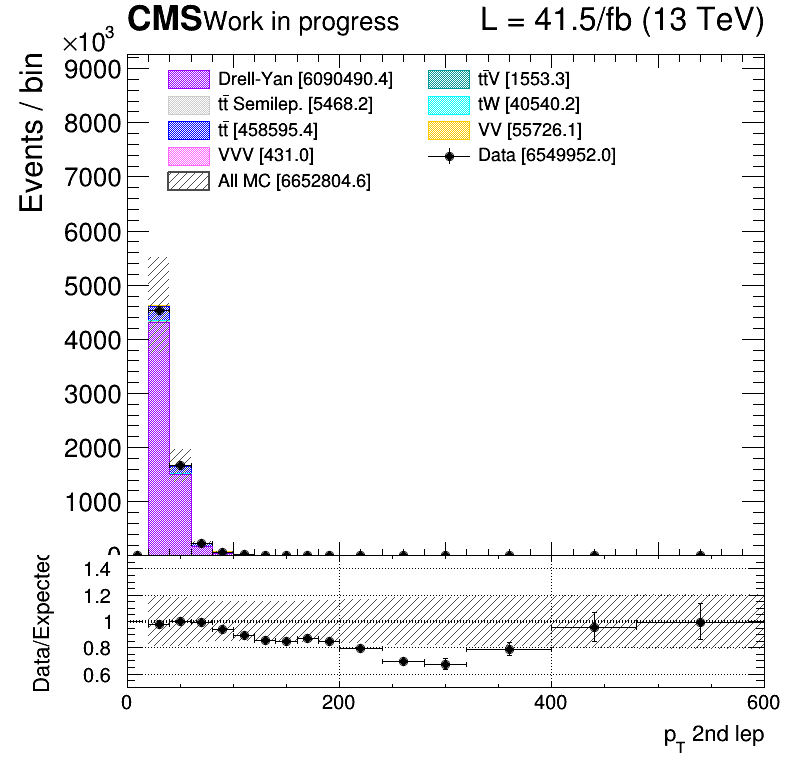 CMS Work in progress L = 41.5/fb (13 TeV)
×10³
Events / bin
9000
8000
7000
6000
5000
4000
3000
2000
1000
0
Drell-Yan [6090490.4]
tt̄ Semilep. [5468.2]
tt̄ [458595.4]
VVV [431.0]
All MC [6652804.6]
tt̄V [1553.3]
tW [40540.2]
VV [55726.1]
Data [6549952.0]
Data/Expected
1.4
1.2
1
0.8
0.6
0 200 400 600
p_T 2nd lep